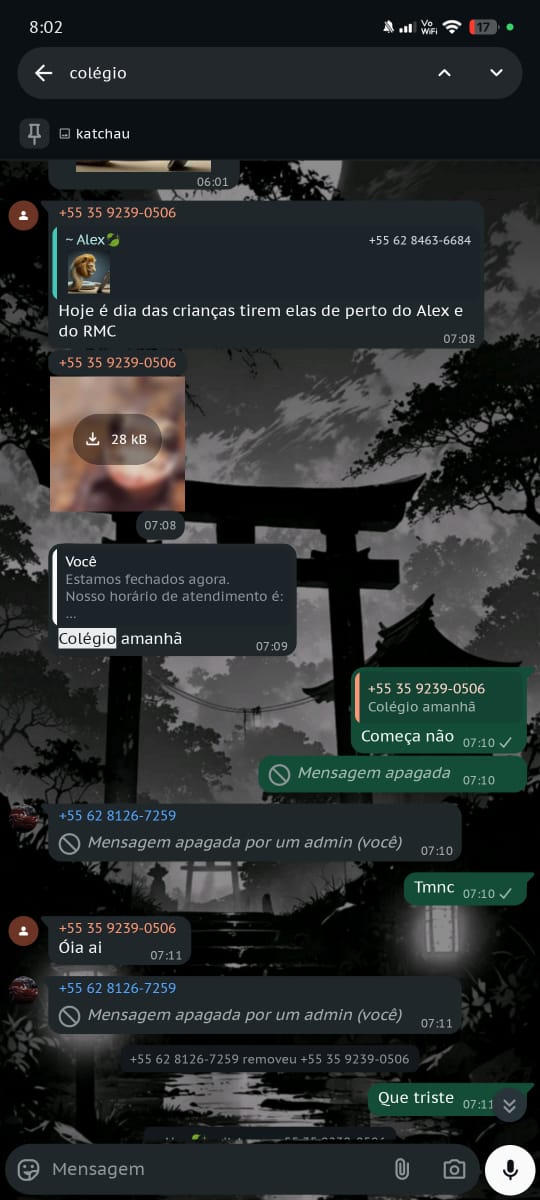 8:02
Vo
WiFi
17
colégio
katchau
06:01
+55 35 9239-0506
~ Alex🍃
+55 62 8463-6684
Hoje é dia das crianças tirem elas de perto do Alex e
do RMC
07:08
+55 35 9239-0506
28 kB
07:08
Você
Estamos fechados agora.
Nosso horário de atendimento é:
...
Colégio amanhã
07:09
+55 35 9239-0506
Colégio amanhã
Começa não
07:10
Mensagem apagada
07:10
+55 62 8126-7259
Mensagem apagada por um admin (você)
07:10
Tmnc
07:10
+55 35 9239-0506
Óia ai
07:11
+55 62 8126-7259
Mensagem apagada por um admin (você)
07:11
+55 62 8126-7259 removeu +55 35 9239-0506
Que triste
07:11
Mensagem